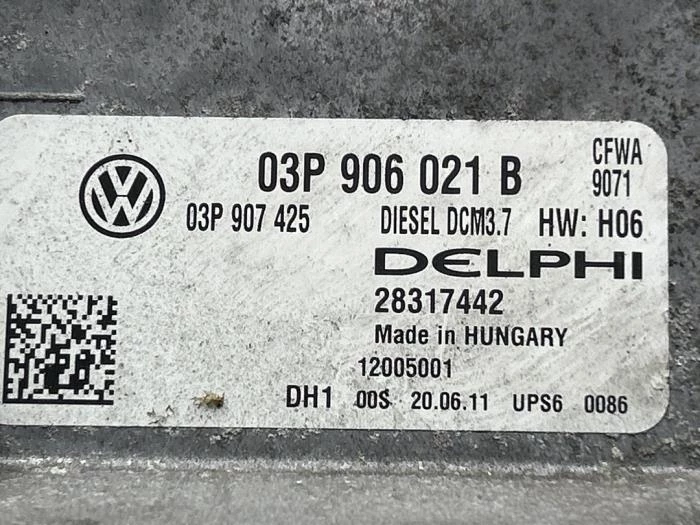 03P 906 021 B
CFWA
9071
03P 907 425 DIESEL DCM3.7 HW: H06
DELPHI
28317442
Made in HUNGARY
12005001
DH1 00S 20.06.11 UPS6 0086